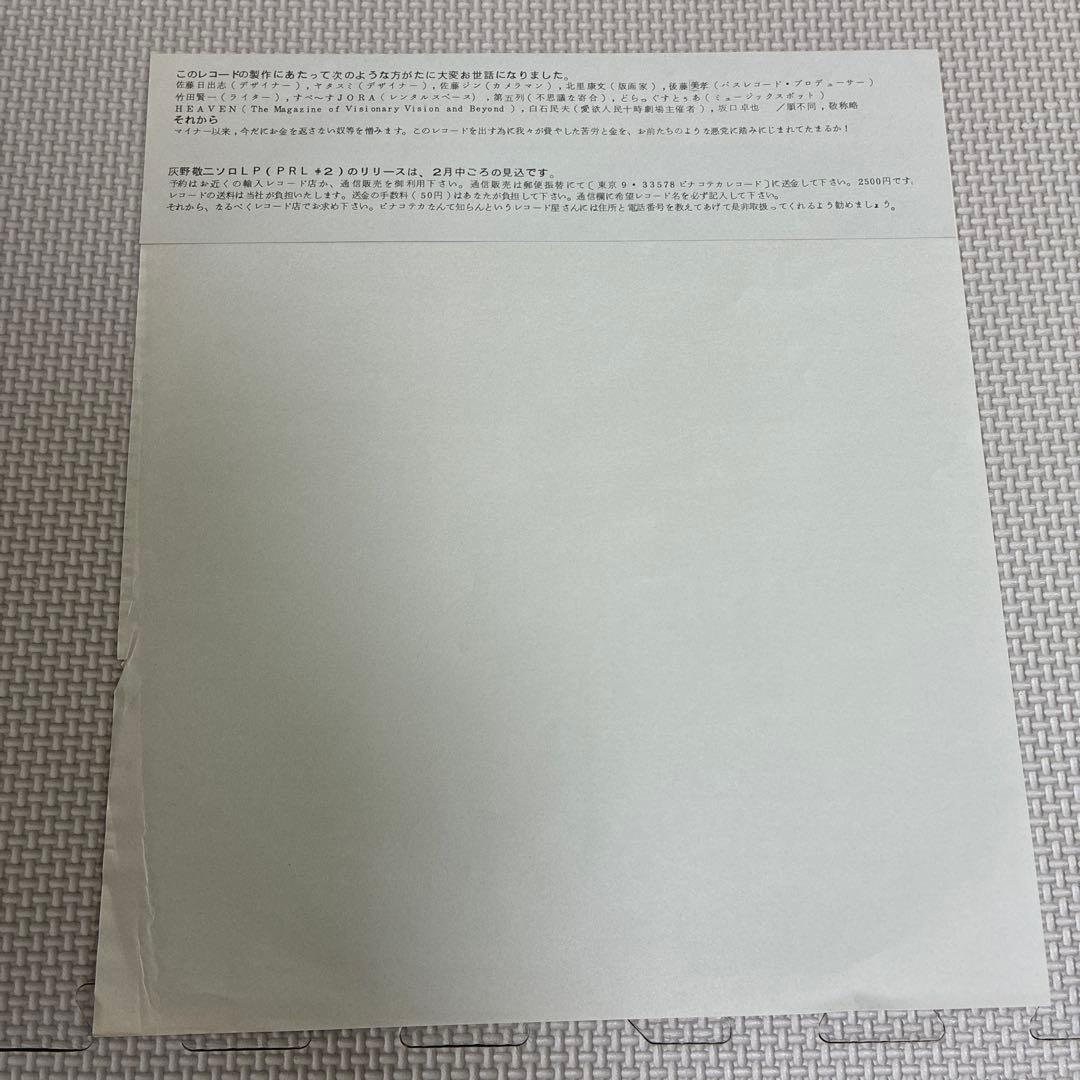 このレコードの製作にあたって次のような方がたに大変お世話になりました。
佐藤日出志(デザイナー),ヤタスミ(デザイナー),佐藤ジン(カメラマン),北里康文(版画家),後藤美孝(パスレコード・プロデューサー)
竹田賢一(ライター),すぺ〜すJORA(レンタルスペース),第五列(不思議な寄合),どらっぐすとぅあ(ミュージックスポット)
HEAVEN(The Magazine of Visionary Vision and Beyond),白石民夫(愛欲人民十時劇場主催者),坂口卓也 /順不同,敬称略
それから
マイナー以来,今だにお金を返さない奴等を憎みます。このレコードを出す為に我々が費やした苦労と金を、お前たちのような悪党に踏みにじまれてたまるか!
灰野敬二ソロLP(PRL #2)のリリースは、2月中ごろの見込です。
予約はお近くの輸入レコード店か、通信販売を御利用下さい。通信販売は郵便振替にて〔東京9・33578ピナコテカレコード〕に送金して下さい。2500円です。
レコードの送料は当社が負担いたします。送金の手数料(50円)はあなたが負担して下さい。通信欄に希望レコード名を必ず記入して下さい。
それから、なるべくレコード店でお求め下さい。ピナコテカなんて知らんというレコード屋さんには住所と電話番号を教えてあげて是非取扱ってくれるよう勧めましょう。